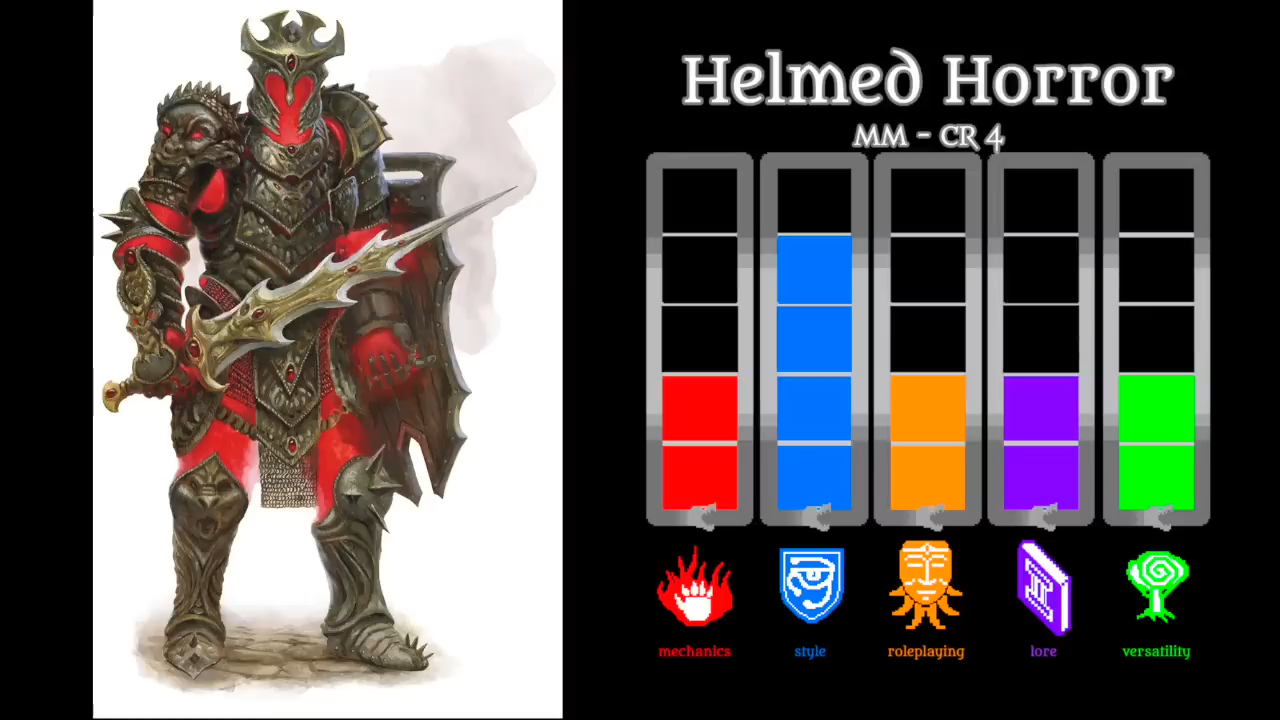 Helmed Horror
MM - CR 4
mechanics
style
roleplaying
lore
versatility